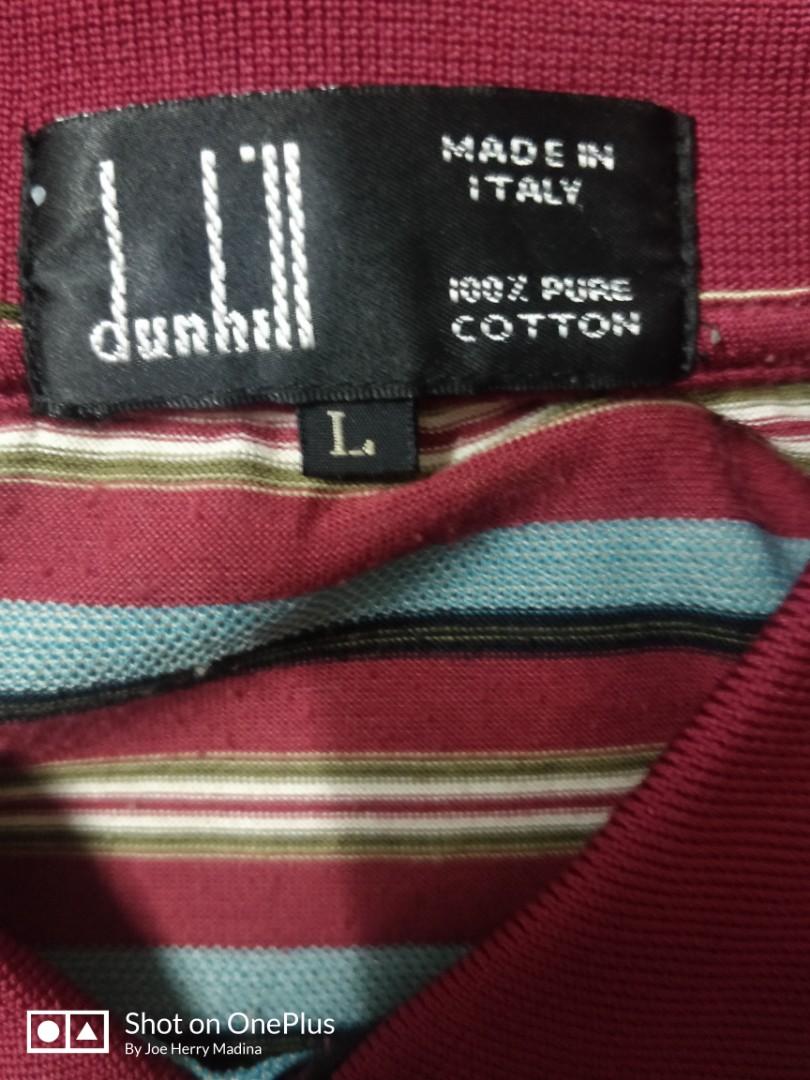 dunhill
MADE IN
ITALY
100% PURE
COTTON
L
Shot on OnePlus
By Joe Herry Madina